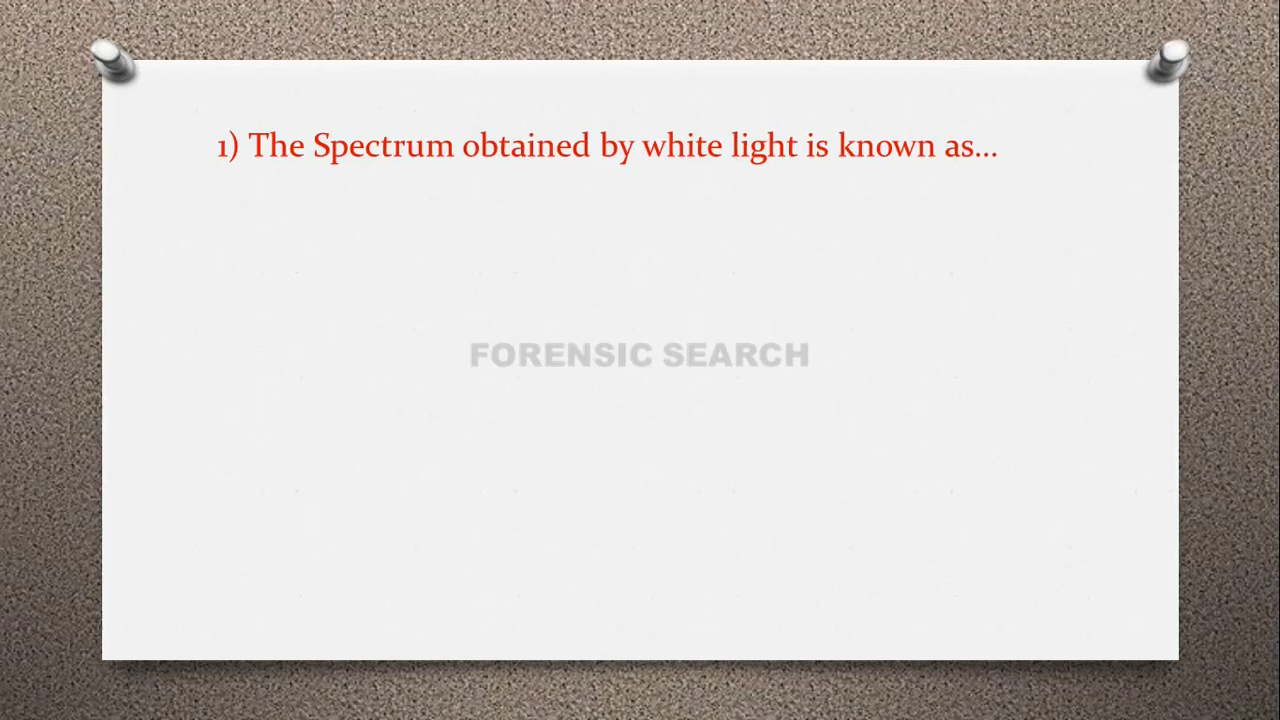 1) The Spectrum obtained by white light is known as...
FORENSIC SEARCH